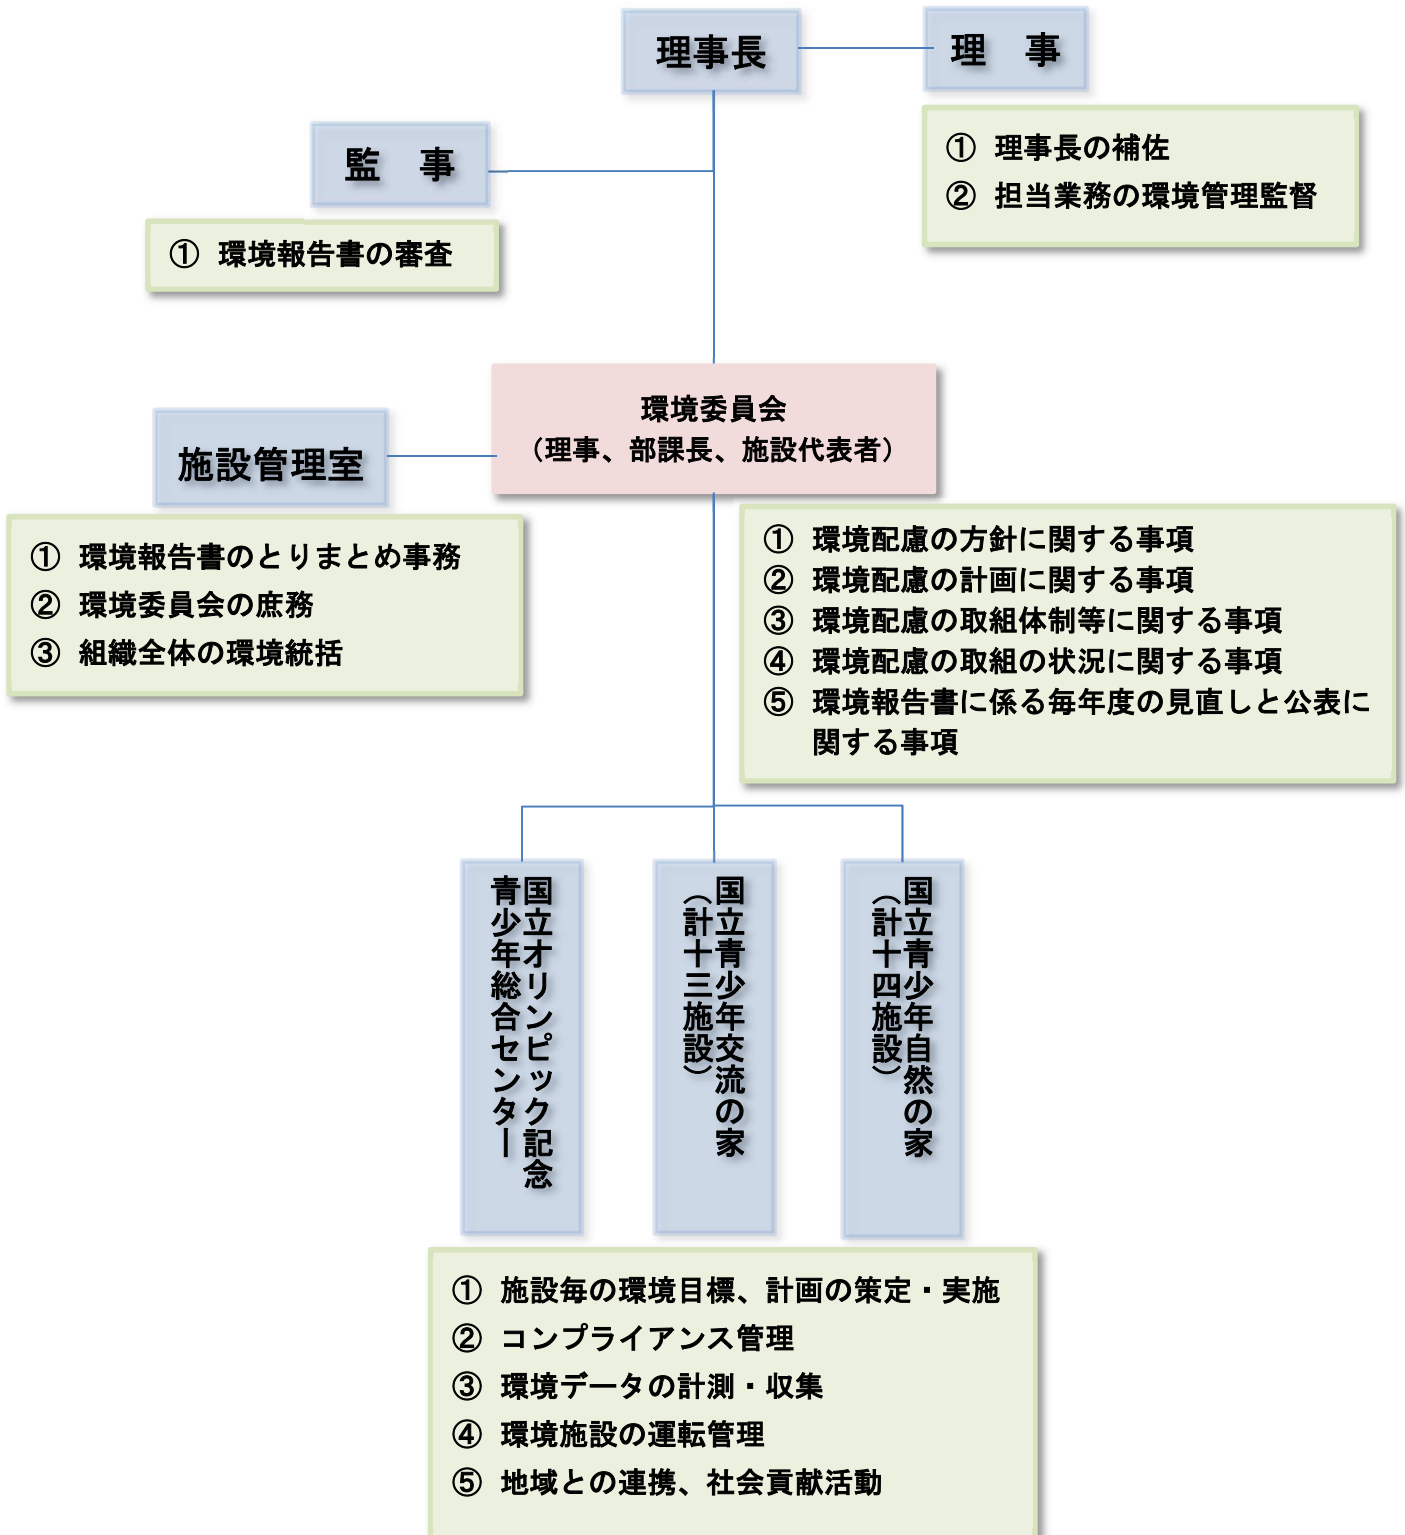 理事長
理　事
① 理事長の補佐
② 担当業務の環境管理監督
監　事
① 環境報告書の審査
環境委員会
（理事、部課長、施設代表者）
施設管理室
① 環境報告書のとりまとめ事務
② 環境委員会の庶務
③ 組織全体の環境統括
① 環境配慮の方針に関する事項
② 環境配慮の計画に関する事項
③ 環境配慮の取組体制等に関する事項
④ 環境配慮の取組の状況に関する事項
⑤ 環境報告書に係る毎年度の見直しと公表に
関する事項
国立オリンピック記念
青少年総合センター
国立青少年交流の家
（計十三施設）
国立青少年自然の家
（計十四施設）
① 施設毎の環境目標、計画の策定・実施
② コンプライアンス管理
③ 環境データの計測・収集
④ 環境施設の運転管理
⑤ 地域との連携、社会貢献活動